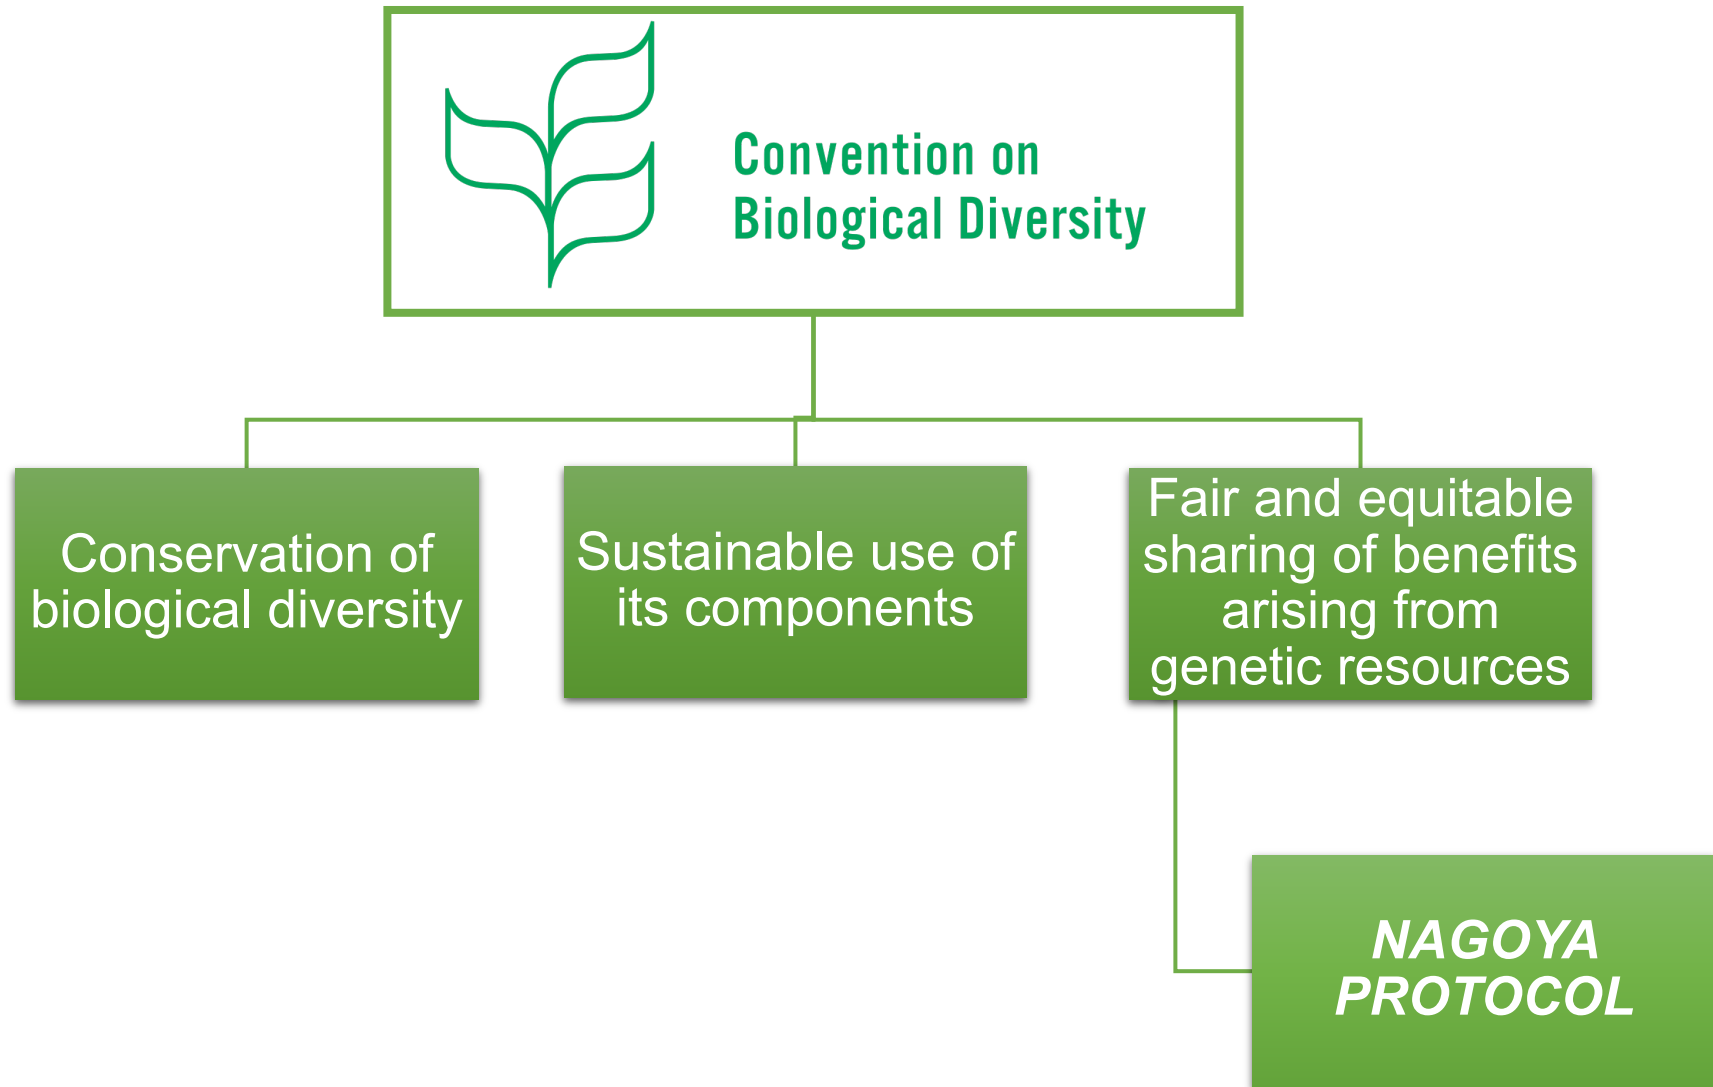 Convention on
Biological Diversity
Conservation of
biological diversity
Sustainable use of
its components
Fair and equitable
sharing of benefits
arising from
genetic resources
NAGOYA
PROTOCOL